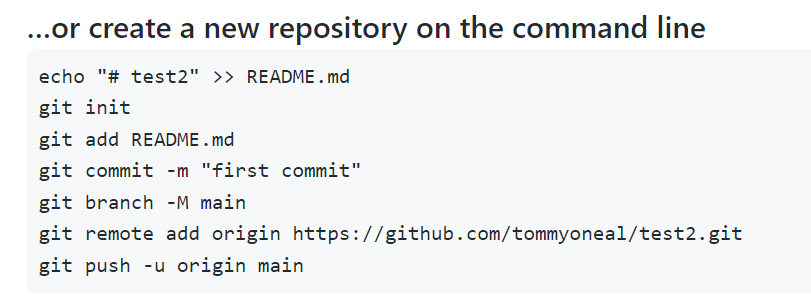 ...or create a new repository on the command line
echo "# test2" >> README.md
git init
git add README.md
git commit -m "first commit"
git branch -M main
git remote add origin https://github.com/tommyoneal/test2.git
git push -u origin main